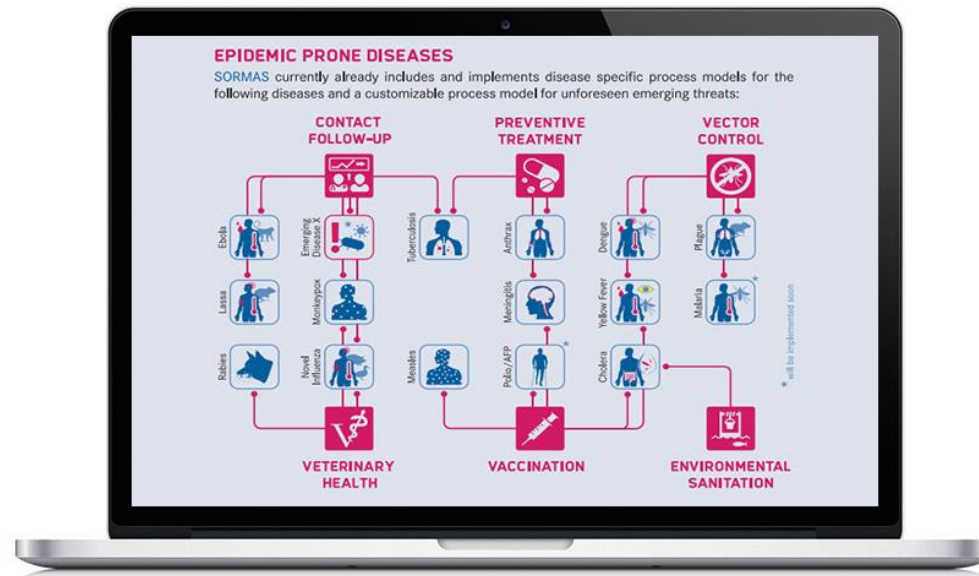 EPIDEMIC PRONE DISEASES
SORMAS currently already includes and implements disease specific process models for the
following diseases and a customizable process model for unforeseen emerging threats:
CONTACT
FOLLOW-UP
PREVENTIVE
TREATMENT
VECTOR
CONTROL
Ebola
Emerging
Disease X
Tuberculosis
Anthrax
Dengue
Plague
Lassa
Monkeypox
Meningitis
Yellow Fever
Malaria
*
Rabies
Novel
Influenza
Measles
Polio/AFP
*
Cholera
* will be implemented soon
VETERINARY
HEALTH
VACCINATION
ENVIRONMENTAL
SANITATION